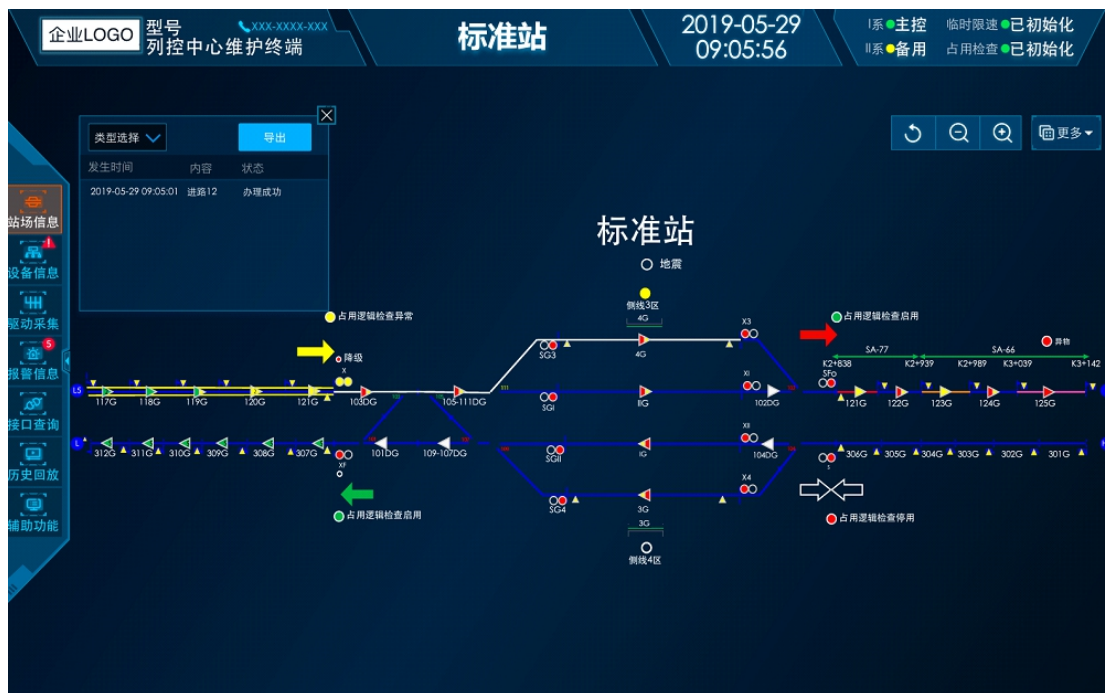 企业LOGO
型号
列控中心维护终端
XXX-XXXX-XXX
标准站
2019-05-29
09:05:56
I系 主控
临时限速 已初始化
II系 备用
占用检查 已初始化
类型选择
导出
发生时间 内容 状态
2019-05-29 09:05:01 进路12 办理成功
更多
站场信息
设备信息
驱动采集
5
报警信息
接口查询
历史回放
辅助功能
标准站
地震
侧线3区
4G
占用逻辑检查异常
占用逻辑检查启用
降级
X
SG3
4G
X3
SA-77
SA-66
异物
K2+838
K2+939
K2+989
K3+039
K3+142
SFo
LS
117G
118G
119G
120G
121G
103DG
105-111DG
SGI
IIG
XI
102DG
121G
122G
123G
124G
125G
L
312G
311G
310G
309G
308G
307G
XF
101DG
109-107DG
SGII
IG
XII
104DG
306G
305G
304G
303G
302G
301G
SG4
3G
X4
3G
占用逻辑检查启用
占用逻辑检查停用
侧线4区